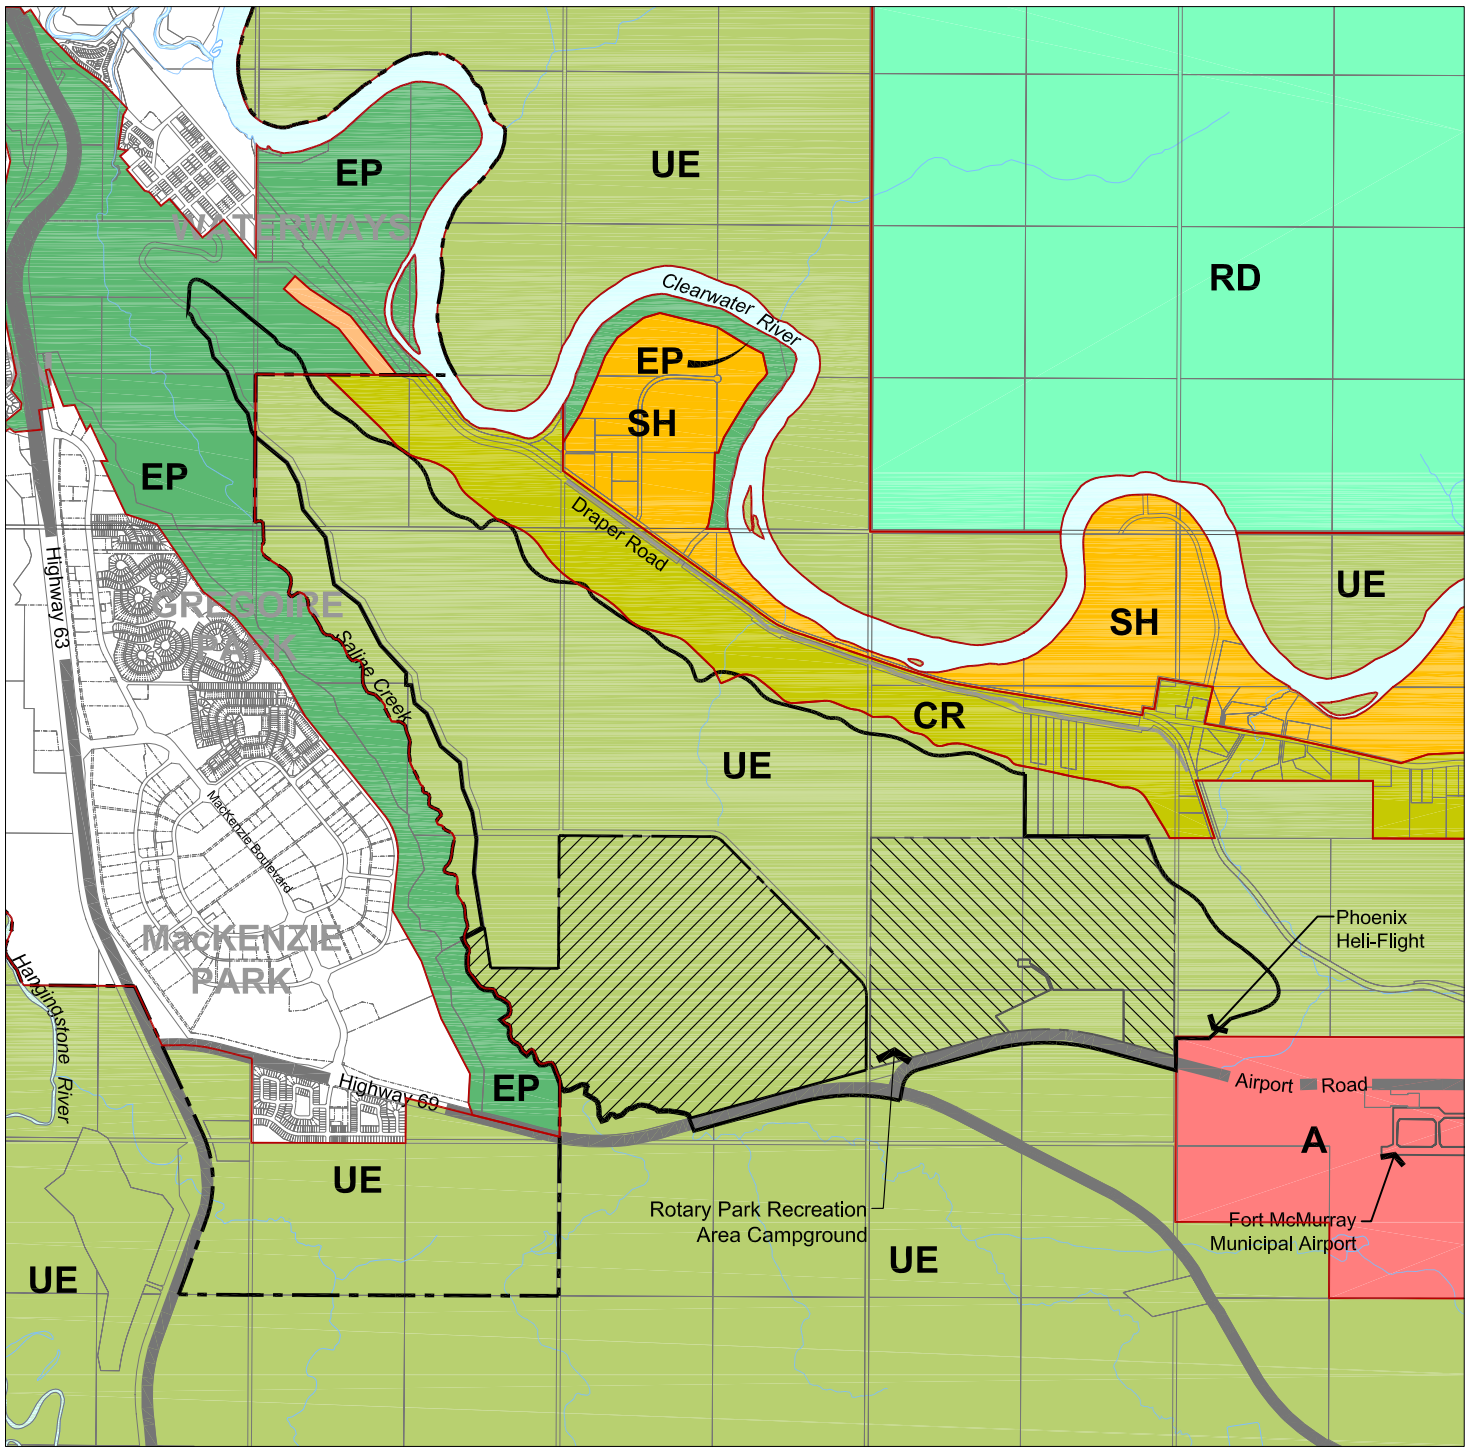 EP
UE
WATERWAYS
RD
Clearwater River
EP
SH
EP
Draper Road
Highway 63
UE
GREGOIRE
PARK
SH
Saline Creek
CR
UE
MacKenzie Boulevard
Phoenix
Heli-Flight
MacKENZIE
PARK
Hangingstone River
Highway 69
EP
Airport Road
A
UE
Rotary Park Recreation
Area Campground
Fort McMurray
Municipal Airport
UE
UE